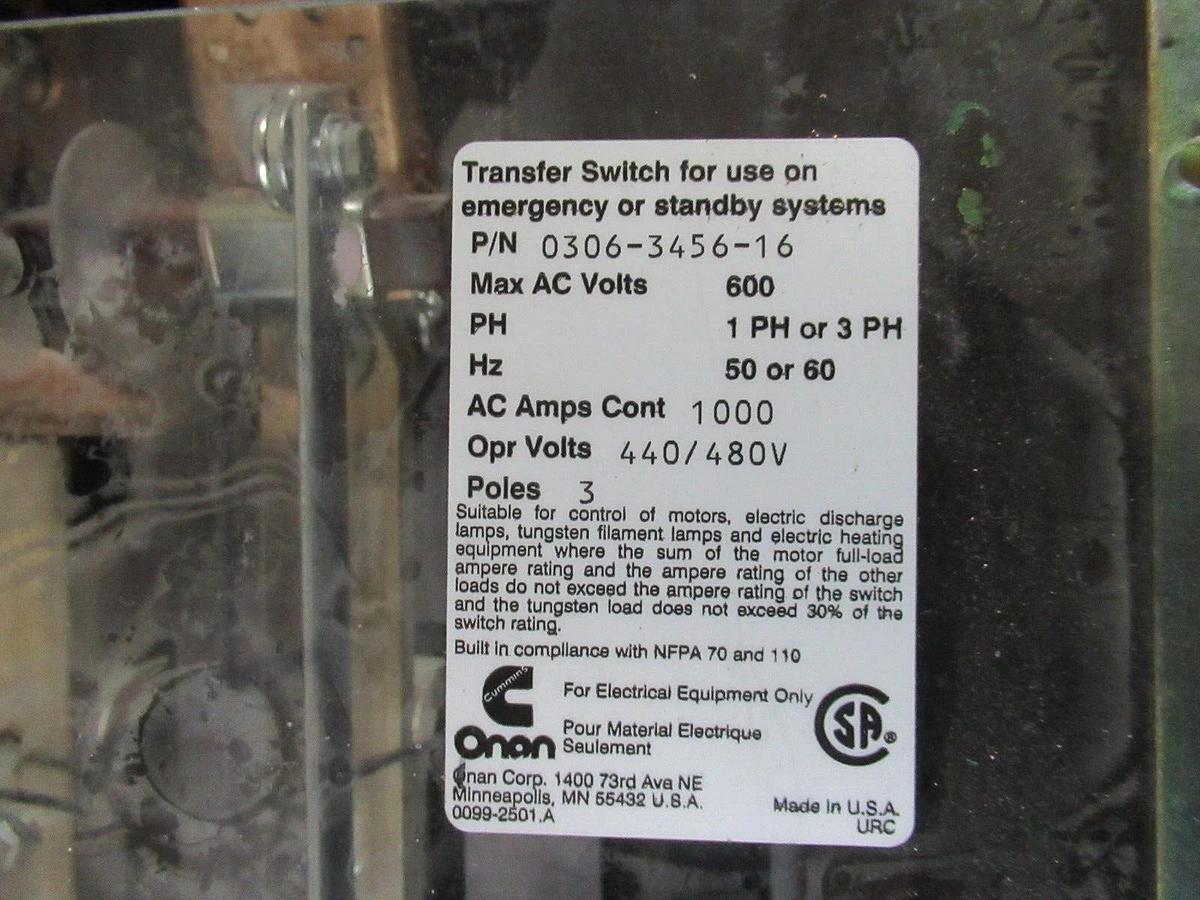 Transfer Switch for use on
emergency or standby systems
P/N 0306-3456-16
Max AC Volts 600
PH 1 PH or 3 PH
Hz 50 or 60
AC Amps Cont 1000
Opr Volts 440/480V
Poles 3
Suitable for control of motors, electric discharge
lamps, tungsten filament lamps and electric heating
equipment where the sum of the motor full-load
ampere rating and the ampere rating of the other
loads do not exceed the ampere rating of the switch
and the tungsten load does not exceed 30% of the
switch rating.
Built in compliance with NFPA 70 and 110
Cummins
Onan
For Electrical Equipment Only
Pour Material Electrique
Seulement
SA®
Onan Corp. 1400 73rd Ava NE
Minneapolis, MN 55432 U.S.A.
0099-2501.A
Made in U.S.A.
URC